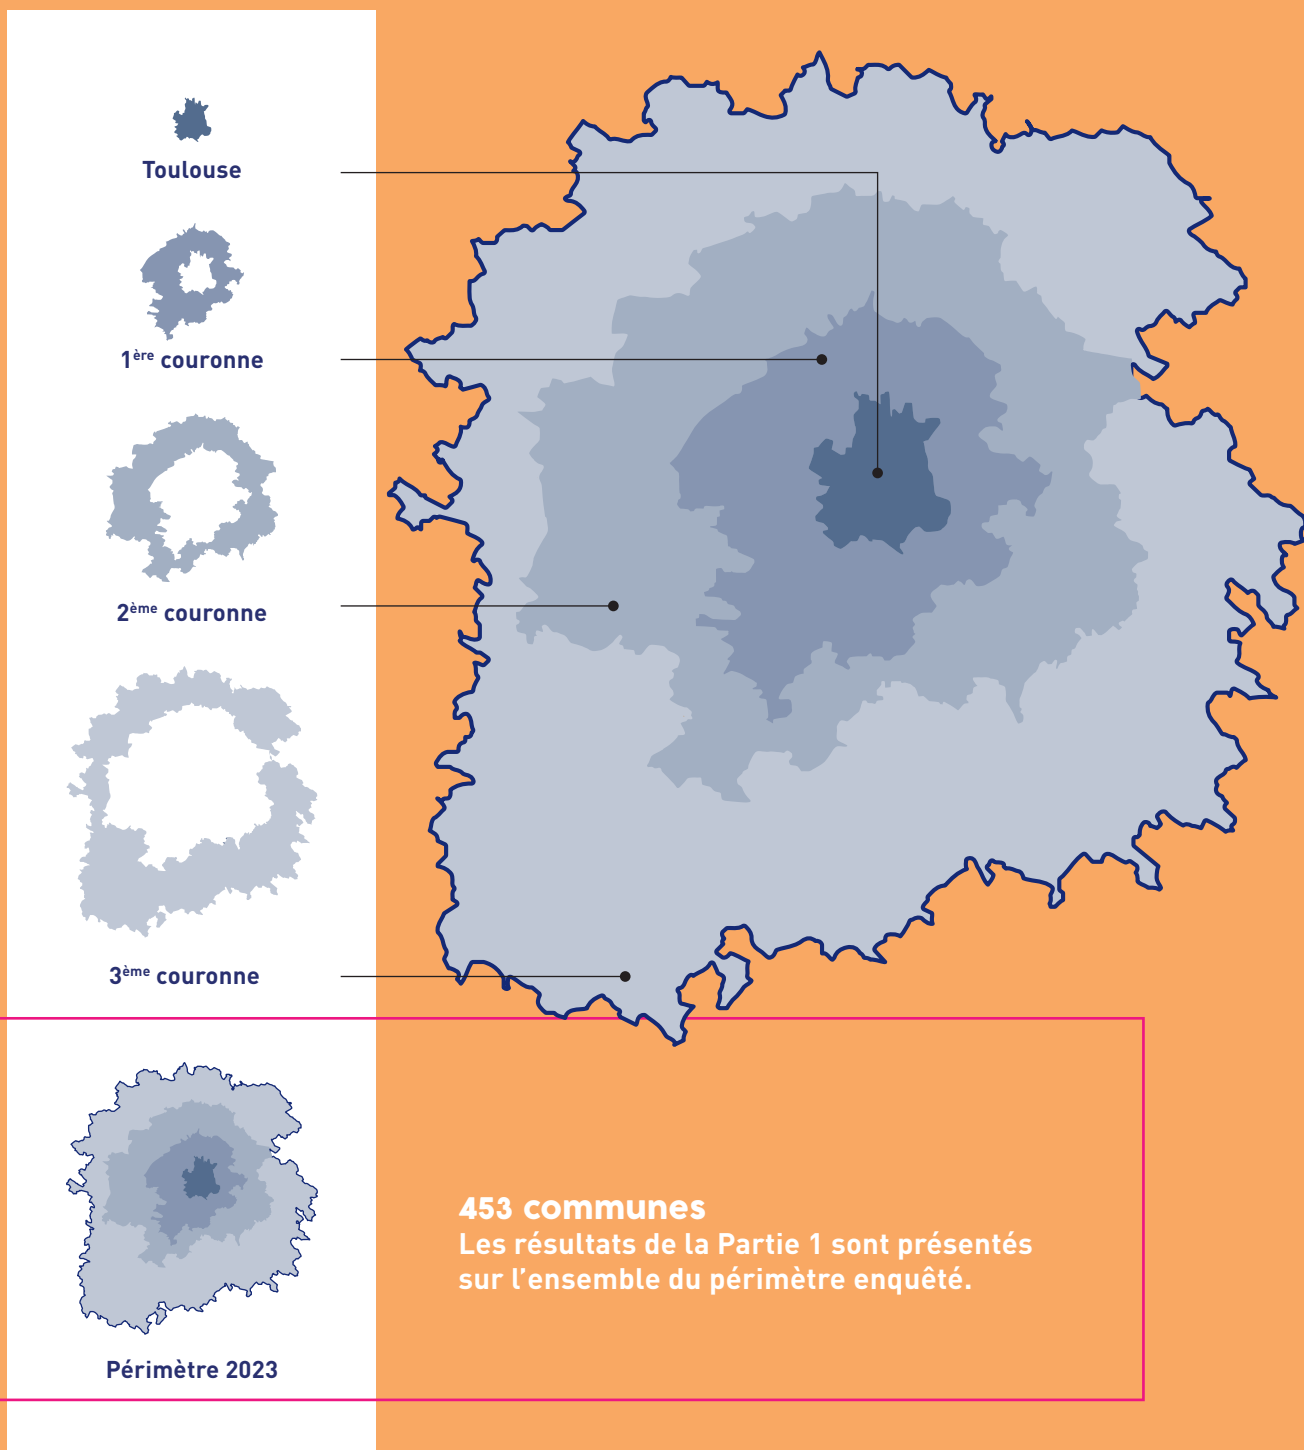 Toulouse
1ère couronne
2ème couronne
3ème couronne
453 communes
Les résultats de la Partie 1 sont présentés
sur l'ensemble du périmètre enquêté.
Périmètre 2023